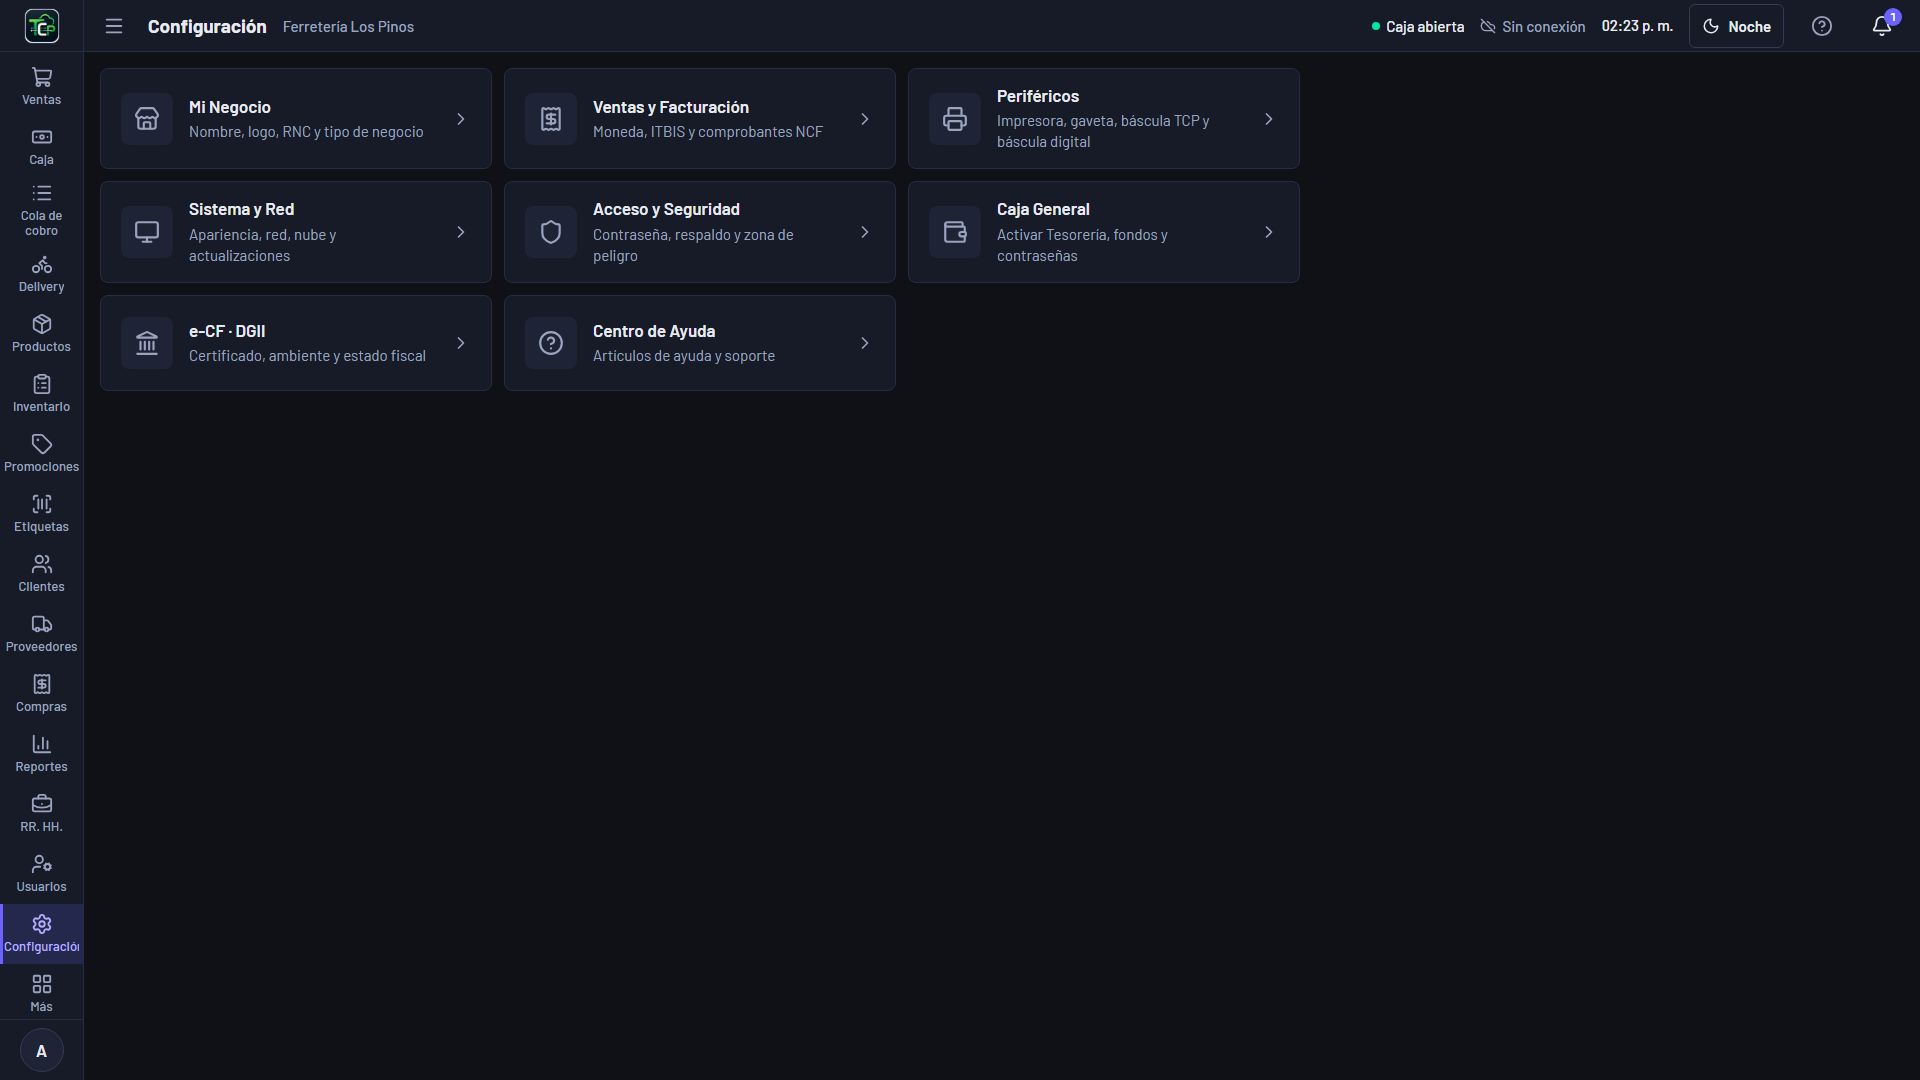 TCP
Configuración
Ferretería Los Pinos
Caja abierta
Sin conexión
02:23 p. m.
Noche
1
Ventas
Caja
Cola de
cobro
Delivery
Productos
Inventario
Promociones
Etiquetas
Clientes
Proveedores
Compras
Reportes
RR. HH.
Usuarios
Configuración
Más
A
Mi Negocio
Nombre, logo, RNC y tipo de negocio
Ventas y Facturación
Moneda, ITBIS y comprobantes NCF
Periféricos
Impresora, gaveta, báscula TCP y
báscula digital
Sistema y Red
Apariencia, red, nube y
actualizaciones
Acceso y Seguridad
Contraseña, respaldo y zona de
peligro
Caja General
Activar Tesorería, fondos y
contraseñas
e-CF · DGII
Certificado, ambiente y estado fiscal
Centro de Ayuda
Artículos de ayuda y soporte